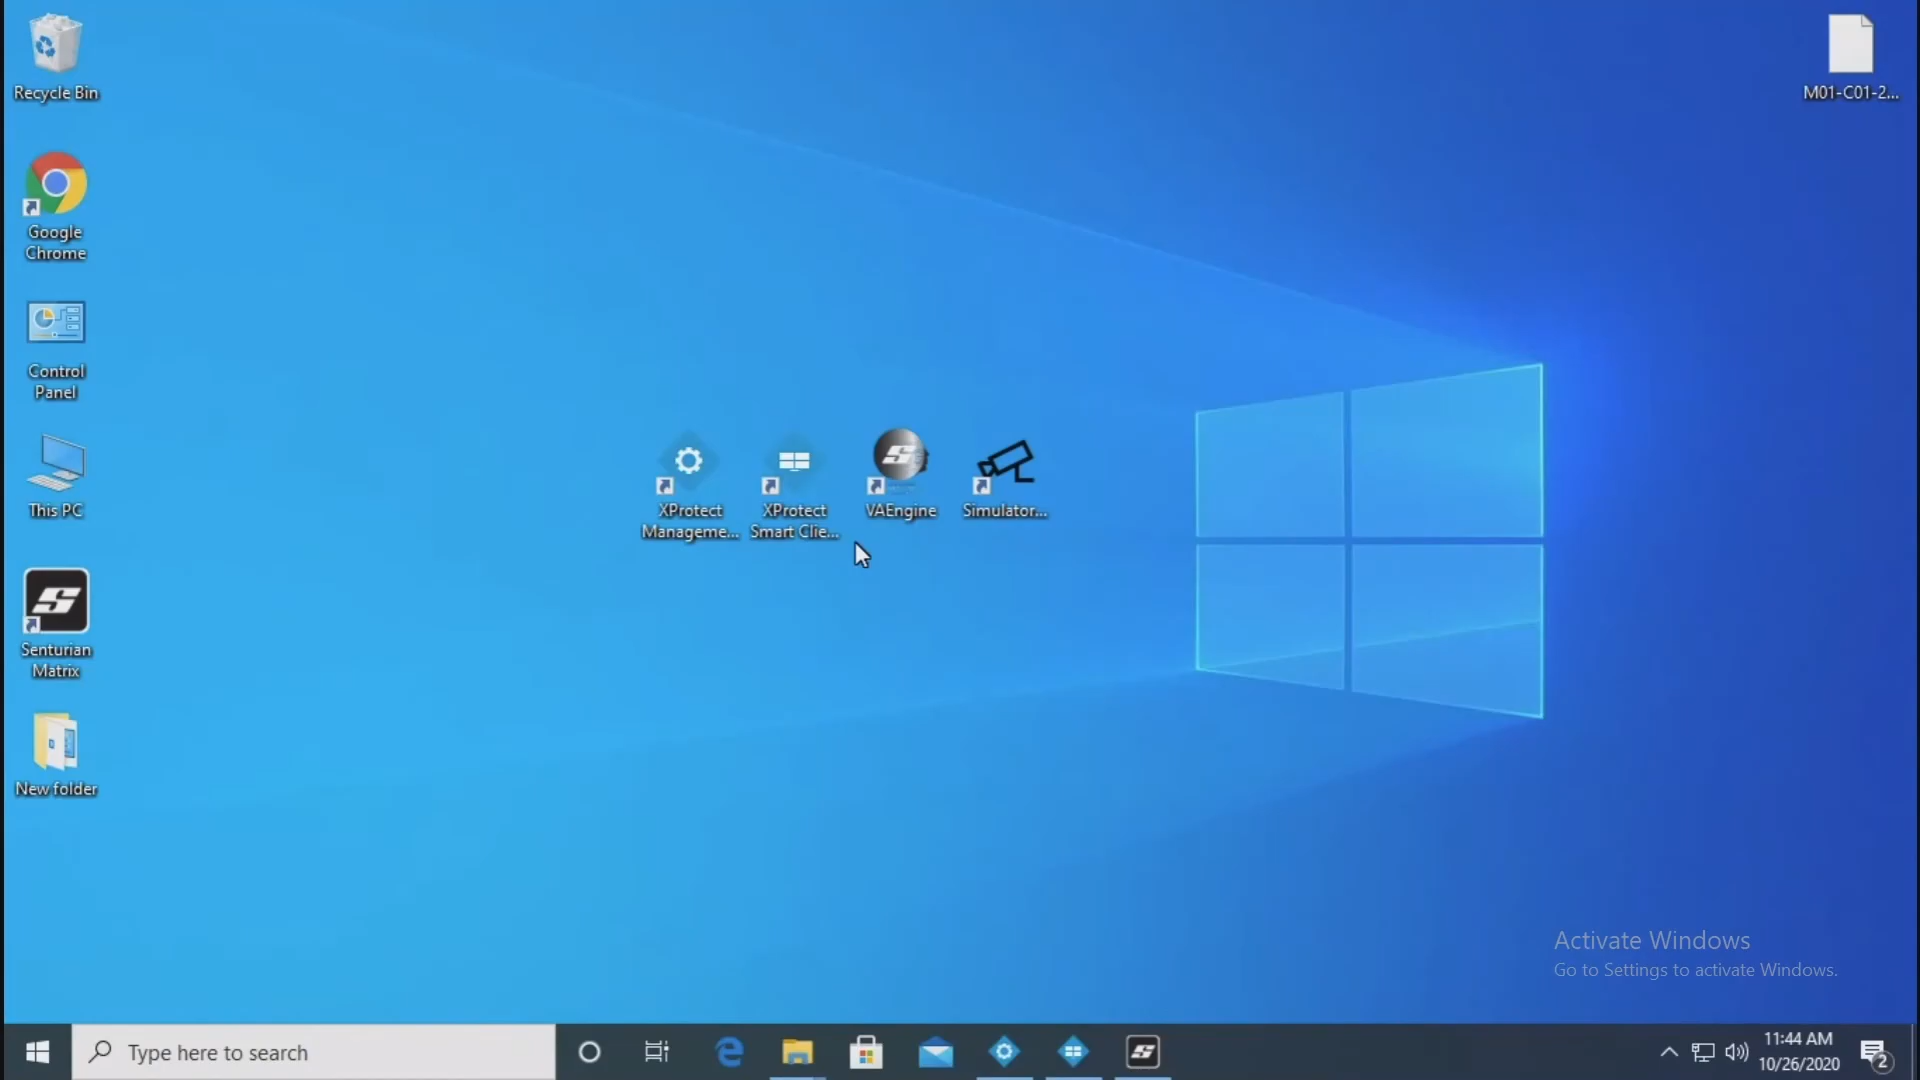 Recycle Bin
M01-C01-2...
Google
Chrome
Control
Panel
This PC
XProtect
Manageme...
XProtect
Smart Clie...
VAEngine
Simulator...
Senturian
Matrix
New folder
Activate Windows
Go to Settings to activate Windows.
Type here to search
11:44 AM
10/26/2020
2